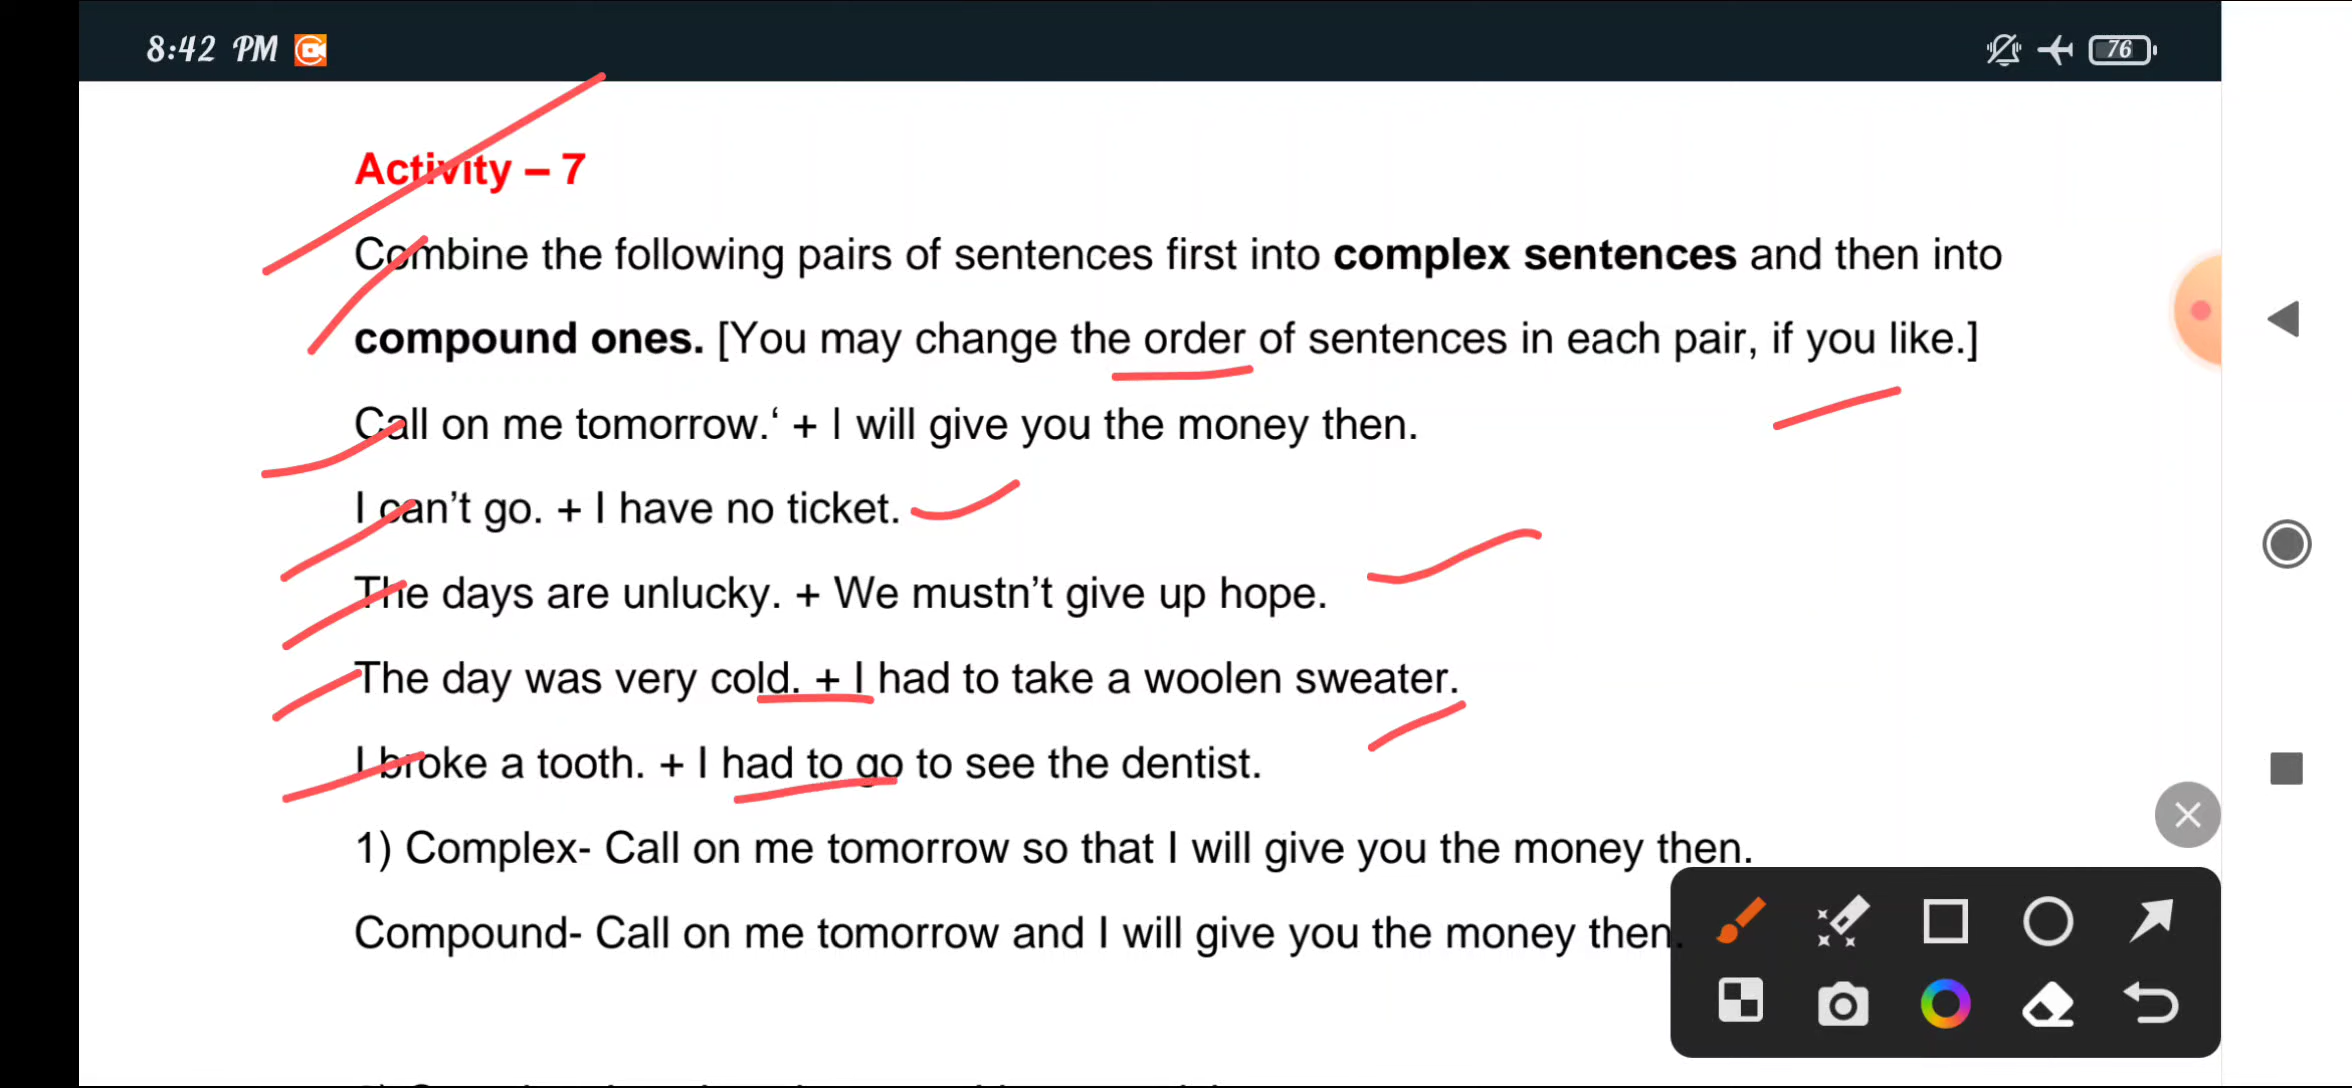 8:42 PM
76
Activity – 7
Combine the following pairs of sentences first into complex sentences and then into
compound ones. [You may change the order of sentences in each pair, if you like.]
Call on me tomorrow.‘ + I will give you the money then.
I can’t go. + I have no ticket.
The days are unlucky. + We mustn’t give up hope.
The day was very cold. + I had to take a woolen sweater.
I broke a tooth. + I had to go to see the dentist.
1) Complex- Call on me tomorrow so that I will give you the money then.
Compound- Call on me tomorrow and I will give you the money then.